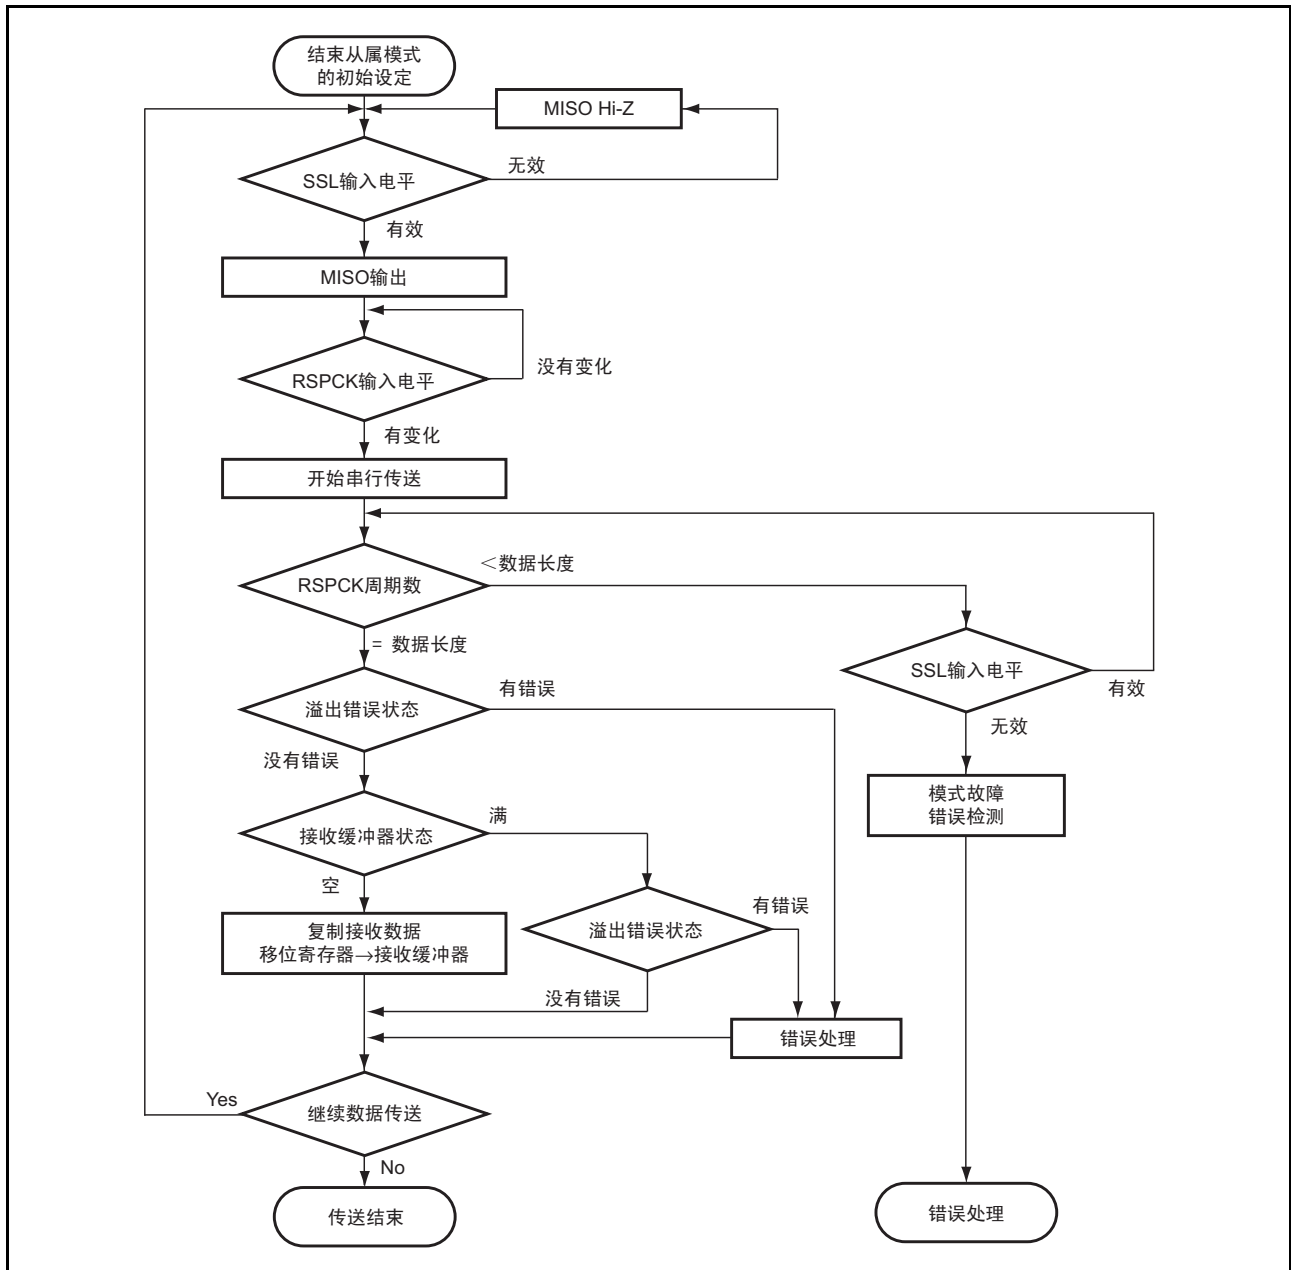 结束从属模式
的初始设定
MISO Hi-Z
无效
SSL输入电平
有效
MISO输出
没有变化
RSPCK输入电平
有变化
开始串行传送
<数据长度
RSPCK周期数
= 数据长度
SSL输入电平
有效
有错误
溢出错误状态
无效
没有错误
模式故障
错误检测
满
接收缓冲器状态
空
有错误
复制接收数据
移位寄存器→接收缓冲器
溢出错误状态
没有错误
错误处理
Yes
继续数据传送
No
传送结束
错误处理